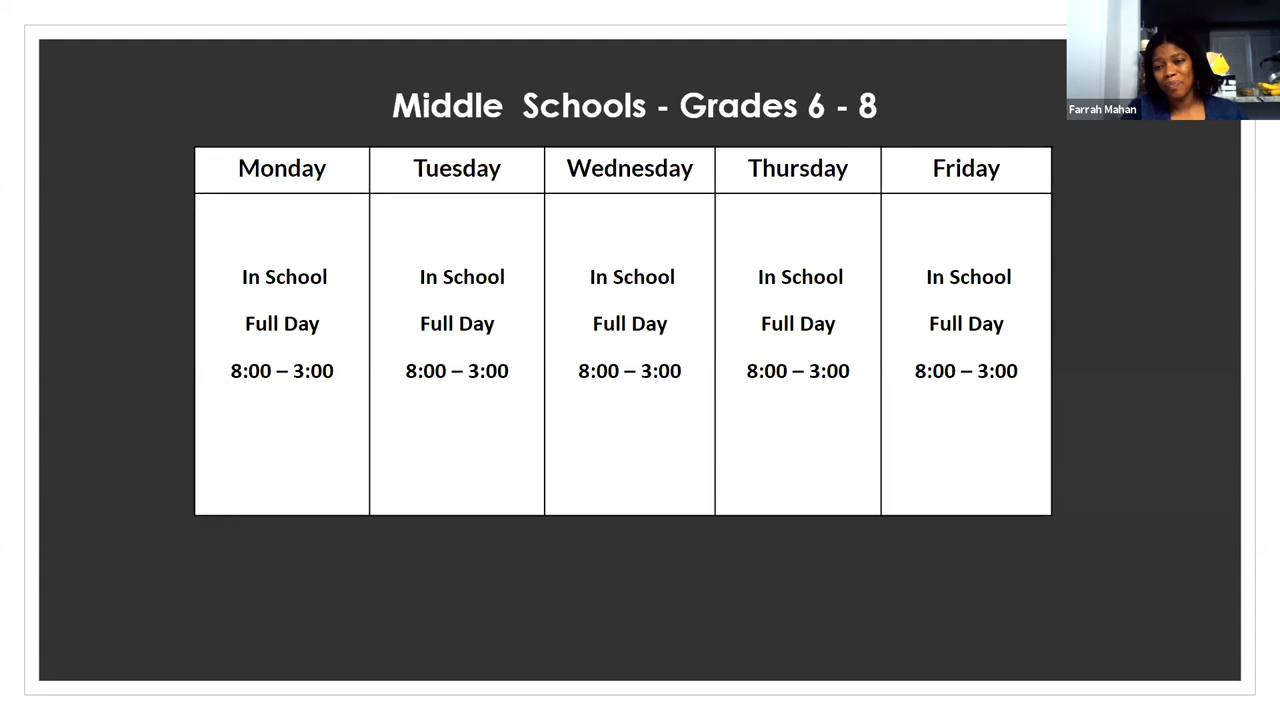 Middle Schools - Grades 6 - 8
Farrah Mahan
Monday Tuesday Wednesday Thursday Friday
In School In School In School In School In School
Full Day Full Day Full Day Full Day Full Day
8:00 – 3:00 8:00 – 3:00 8:00 – 3:00 8:00 – 3:00 8:00 – 3:00